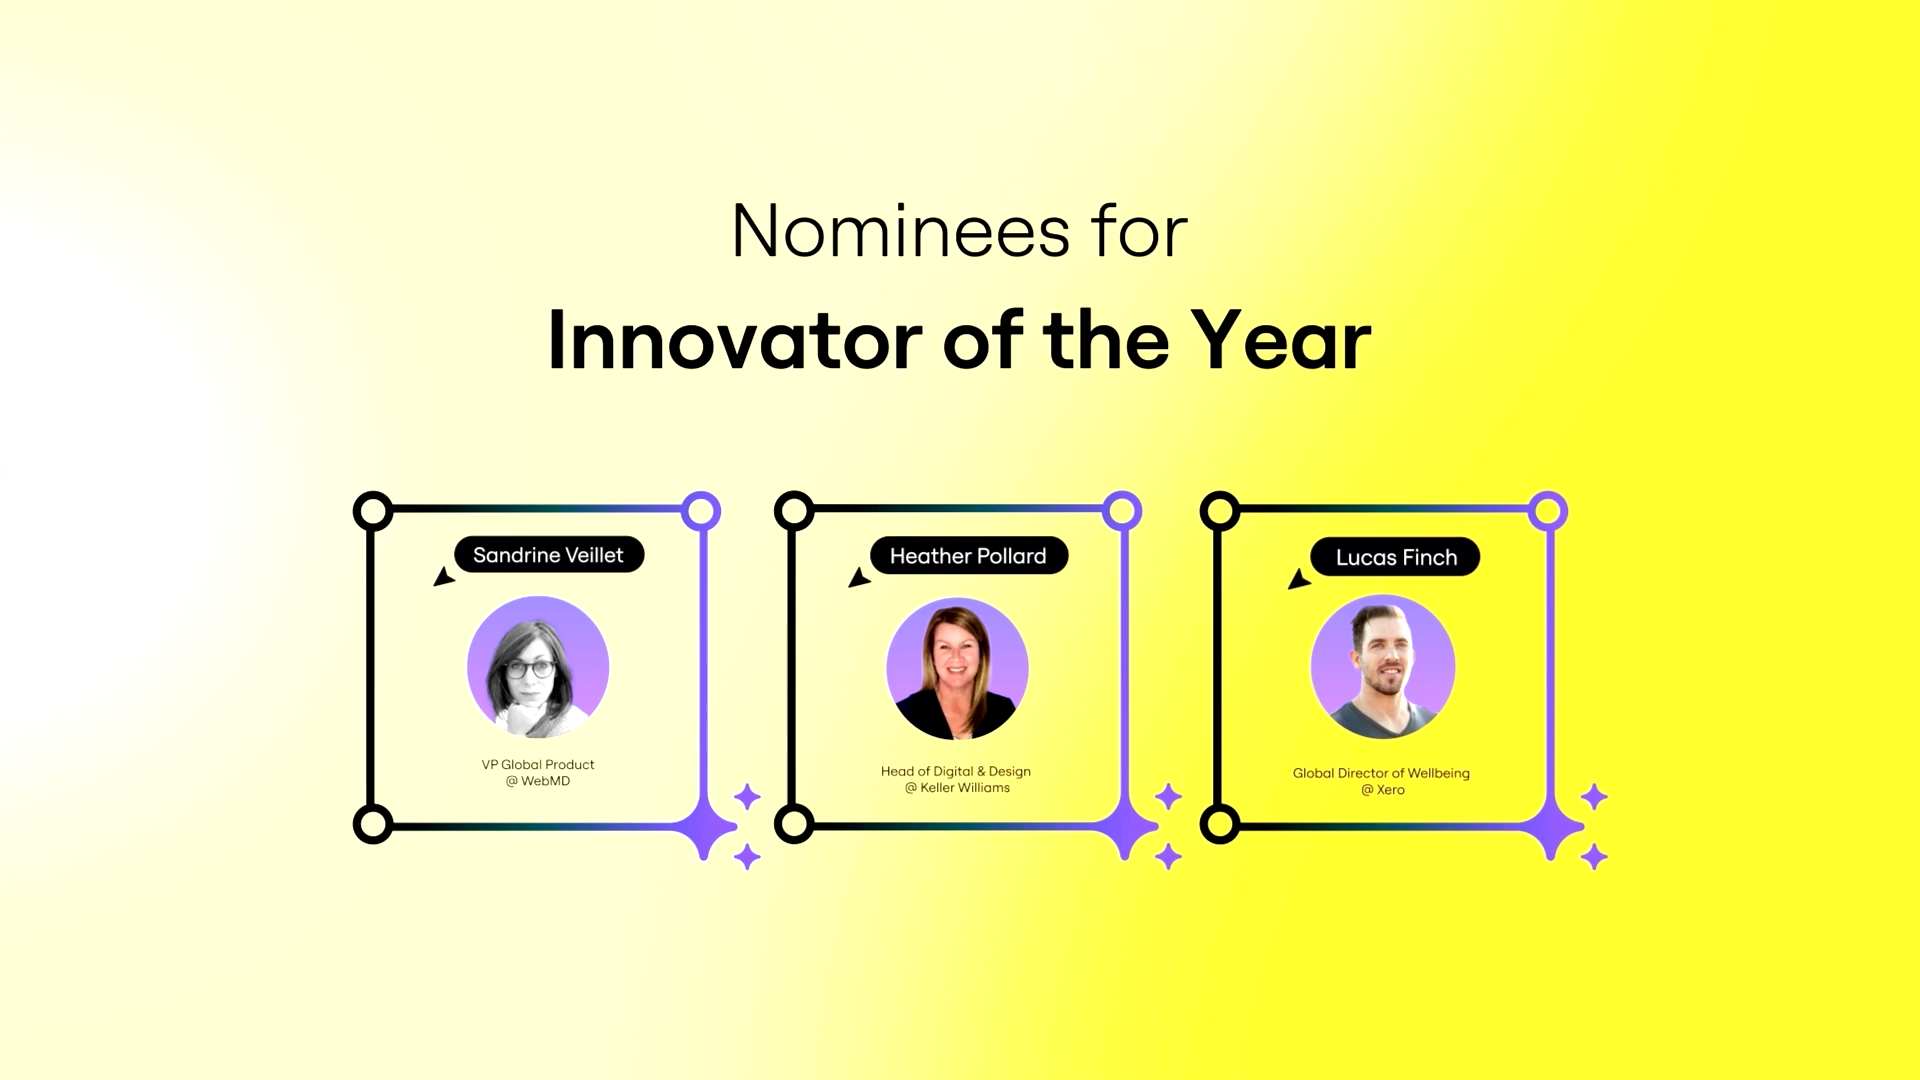 Nominees for
Innovator of the Year
Sandrine Veillet
VP Global Product
@ WebMD
Heather Pollard
Head of Digital & Design
@ Keller Williams
Lucas Finch
Global Director of Wellbeing
@ Xero